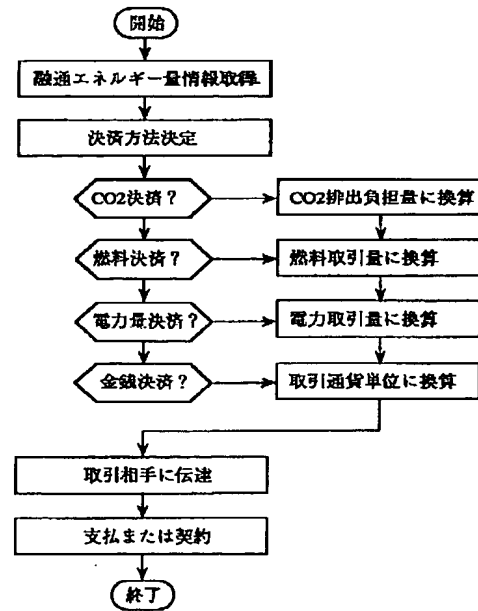 開始
融通エネルギー量情報取得
決済方法決定
CO2決済?
CO2排出負担量に換算
燃料決済?
燃料取引量に換算
電力量決済?
電力取引量に換算
金銭決済?
取引通貨単位に換算
取引相手に伝達
支払または契約
終了